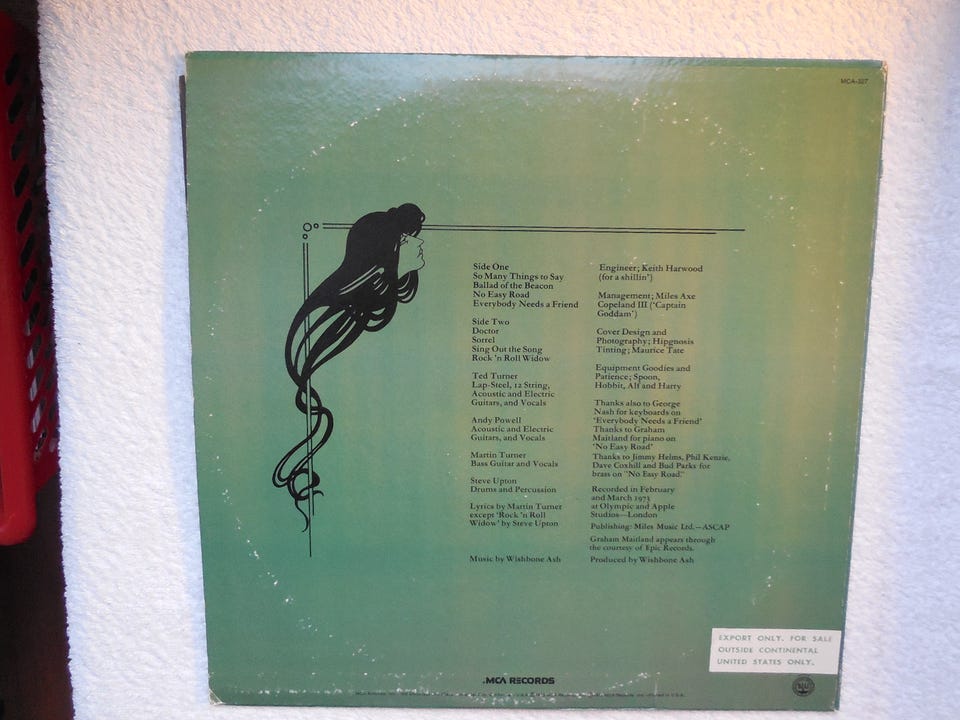 MCA-327
Side One
So Many Things to Say
Ballad of the Beacon
No Easy Road
Everybody Needs a Friend
Side Two
Doctor
Sorrel
Sing Out the Song
Rock 'n Roll Widow
Ted Turner
Lap-Steel, 12 String,
Acoustic and Electric
Guitars, and Vocals
Andy Powell
Acoustic and Electric
Guitars, and Vocals
Martin Turner
Bass Guitar and Vocals
Steve Upton
Drums and Percussion
Lyrics by Martin Turner
except 'Rock 'n Roll
Widow' by Steve Upton
Music by Wishbone Ash
Engineer; Keith Harwood
(for a shillin')
Management; Miles Axe
Copeland III ('Captain
Goddam')
Cover Design and
Photography; Hipgnosis
Tinting; Maurice Tate
Equipment Goodies and
Patience; Spoon,
Hobbit, Alf and Harry
Thanks also to George
Nash for keyboards on
'Everybody Needs a Friend'
Thanks to Graham
Maitland for piano on
'No Easy Road'
Thanks to Jimmy Helms, Phil Kenzie,
Dave Coxhill and Bud Parks for
brass on "No Easy Road."
Recorded in February
and March 1973
at Olympic and Apple
Studios—London
Publishing: Miles Music Ltd.—ASCAP
Graham Maitland appears through
the courtesy of Epic Records.
Produced by Wishbone Ash
EXPORT ONLY. FOR SALE
OUTSIDE CONTINENTAL
UNITED STATES ONLY.
.MCA RECORDS